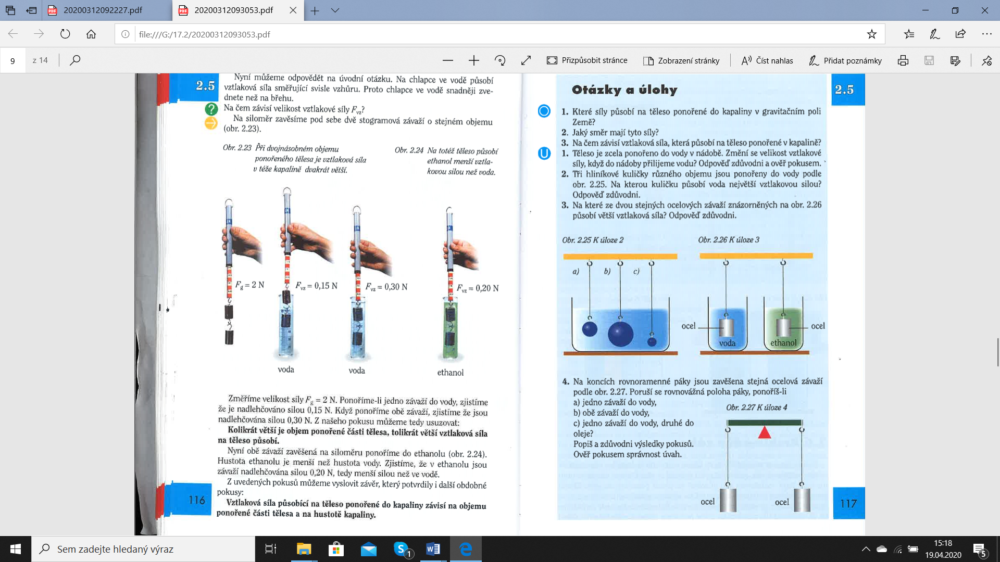 20200312092227.pdf
20200312093053.pdf
file:///G:/17.2/20200312093053.pdf
9
z 14
Přizpůsobit stránce
Zobrazení stránky
Číst nahlas
Přidat poznámky
2.5
Nyní můžeme odpovědět na úvodní otázku. Na chlapce ve vodě působí
vztlaková síla směřující svisle vzhůru. Proto chlapce ve vodě snadněji zve-
dnete než na břehu.
?
Na čem závisí velikost vztlakové síly Fvz?
Na siloměr zavěsíme pod sebe dvě stogramová závaží o stejném objemu
(obr. 2.23).
Obr. 2.23 Při dvojnásobném objemu
ponořeného tělesa je vztlaková síla
v téže kapalině dvakrát větší.
Obr. 2.24 Na totéž těleso působí
ethanol menší vztla-
kovou silou než voda.
Fg = 2 N
Fvz = 0,15 N
Fvz = 0,30 N
Fvz = 0,20 N
voda
voda
ethanol
Změříme velikost síly Fg = 2 N. Ponoříme-li jedno závaží do vody, zjistíme
že je nadlehčováno silou 0,15 N. Když ponoříme obě závaží, zjistíme že jsou
nadlehčována silou 0,30 N. Z našeho pokusu můžeme tedy usuzovat:
Kolikrát větší je objem ponořené části tělesa, tolikrát větší vztlaková síla
na těleso působí.
Nyní obě závaží zavěšená na siloměru ponoříme do ethanolu (obr. 2.24).
Hustota ethanolu je menší než hustota vody. Zjistíme, že v ethanolu jsou
závaží nadlehčována silou 0,20 N, tedy menší silou než ve vodě.
Z uvedených pokusů můžeme vyslovit závěr, který potvrdily i další obdobné
pokusy:
Vztlaková síla působící na těleso ponořené do kapaliny závisí na objemu
ponořené části tělesa a na hustotě kapaliny.
116
Otázky a úlohy
2.5
1. Které síly působí na těleso ponořené do kapaliny v gravitačním poli
Země?
2. Jaký směr mají tyto síly?
3. Na čem závisí vztlaková síla, která působí na těleso ponořené v kapalině?
U
1. Těleso je zcela ponořeno do vody v nádobě. Změní se velikost vztlakové
síly, když do nádoby přilijeme vodu? Odpověď zdůvodni a ověř pokusem.
2. Tři hliníkové kuličky různého objemu jsou ponořeny do vody podle
obr. 2.25. Na kterou kuličku působí voda největší vztlakovou silou?
Odpověď zdůvodni.
3. Na které ze dvou stejných ocelových závaží znázorněných na obr. 2.26
působí větší vztlaková síla? Odpověď zdůvodni.
Obr. 2.25 K úloze 2
Obr. 2.26 K úloze 3
a)
b)
c)
ocel
voda
ethanol
ocel
4. Na koncích rovnoramenné páky jsou zavěšena stejná ocelová závaží
podle obr. 2.27. Poruší se rovnovážná poloha páky, ponoříš-li
a) jedno závaží do vody,
b) obě závaží do vody,
c) jedno závaží do vody, druhé do
oleje?
Popiš a zdůvodni výsledky pokusů.
Ověř pokusem správnost úvah.
Obr. 2.27 K úloze 4
ocel
ocel
117
Sem zadejte hledaný výraz
1
15:18
19.04.2020
5